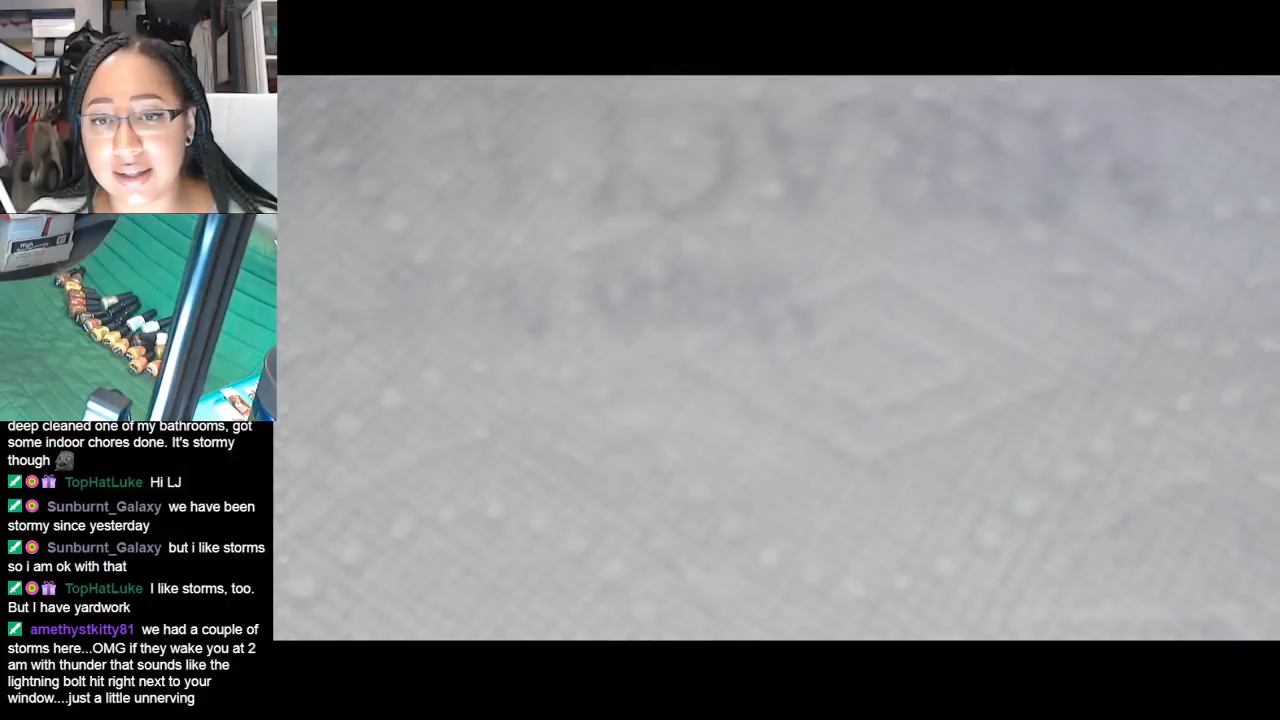 High
deep cleaned one of my bathrooms, got
some indoor chores done. It's stormy
though
TopHatLuke Hi LJ
Sunburnt_Galaxy we have been
stormy since yesterday
Sunburnt_Galaxy but i like storms
so i am ok with that
TopHatLuke I like storms, too.
But I have yardwork
amethystkitty81 we had a couple of
storms here...OMG if they wake you at 2
am with thunder that sounds like the
lightning bolt hit right next to your
window....just a little unnerving